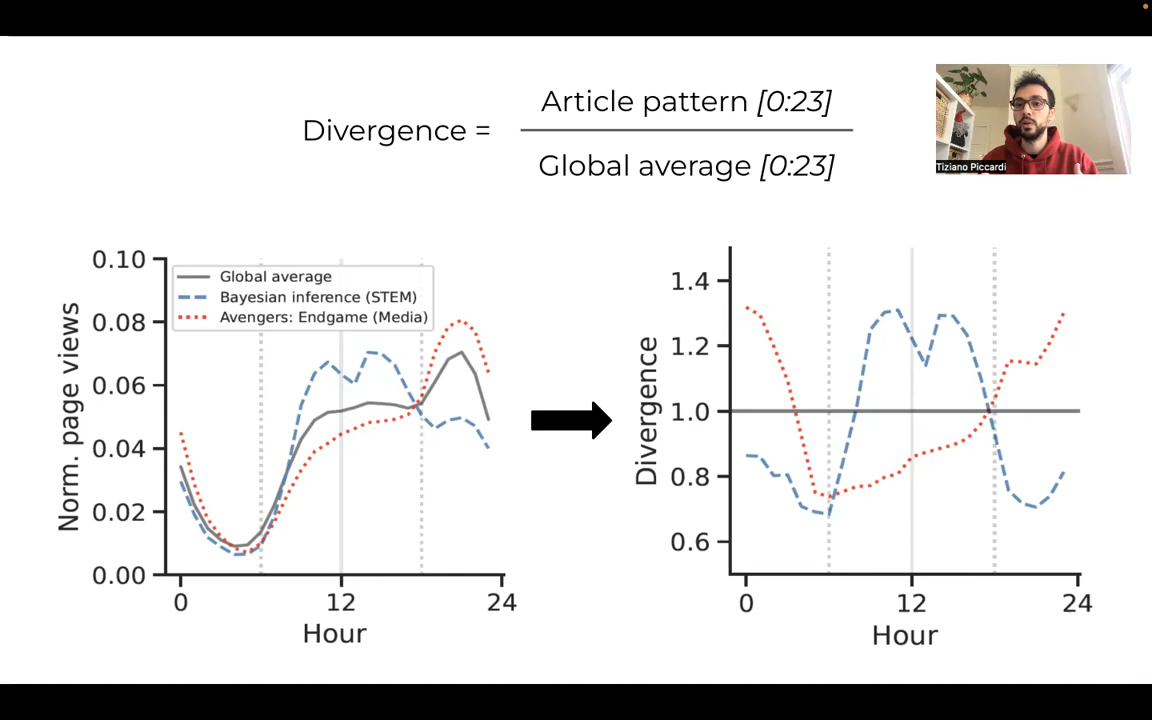 Divergence =
Article pattern [0:23]
Global average [0:23]
Tiziano Piccardi
0.10
0.08
0.06
0.04
0.02
0.00
Norm. page views
Global average
Bayesian inference (STEM)
Avengers: Endgame (Media)
0
12
24
Hour
1.4
1.2
1.0
0.8
0.6
Divergence
0
12
24
Hour